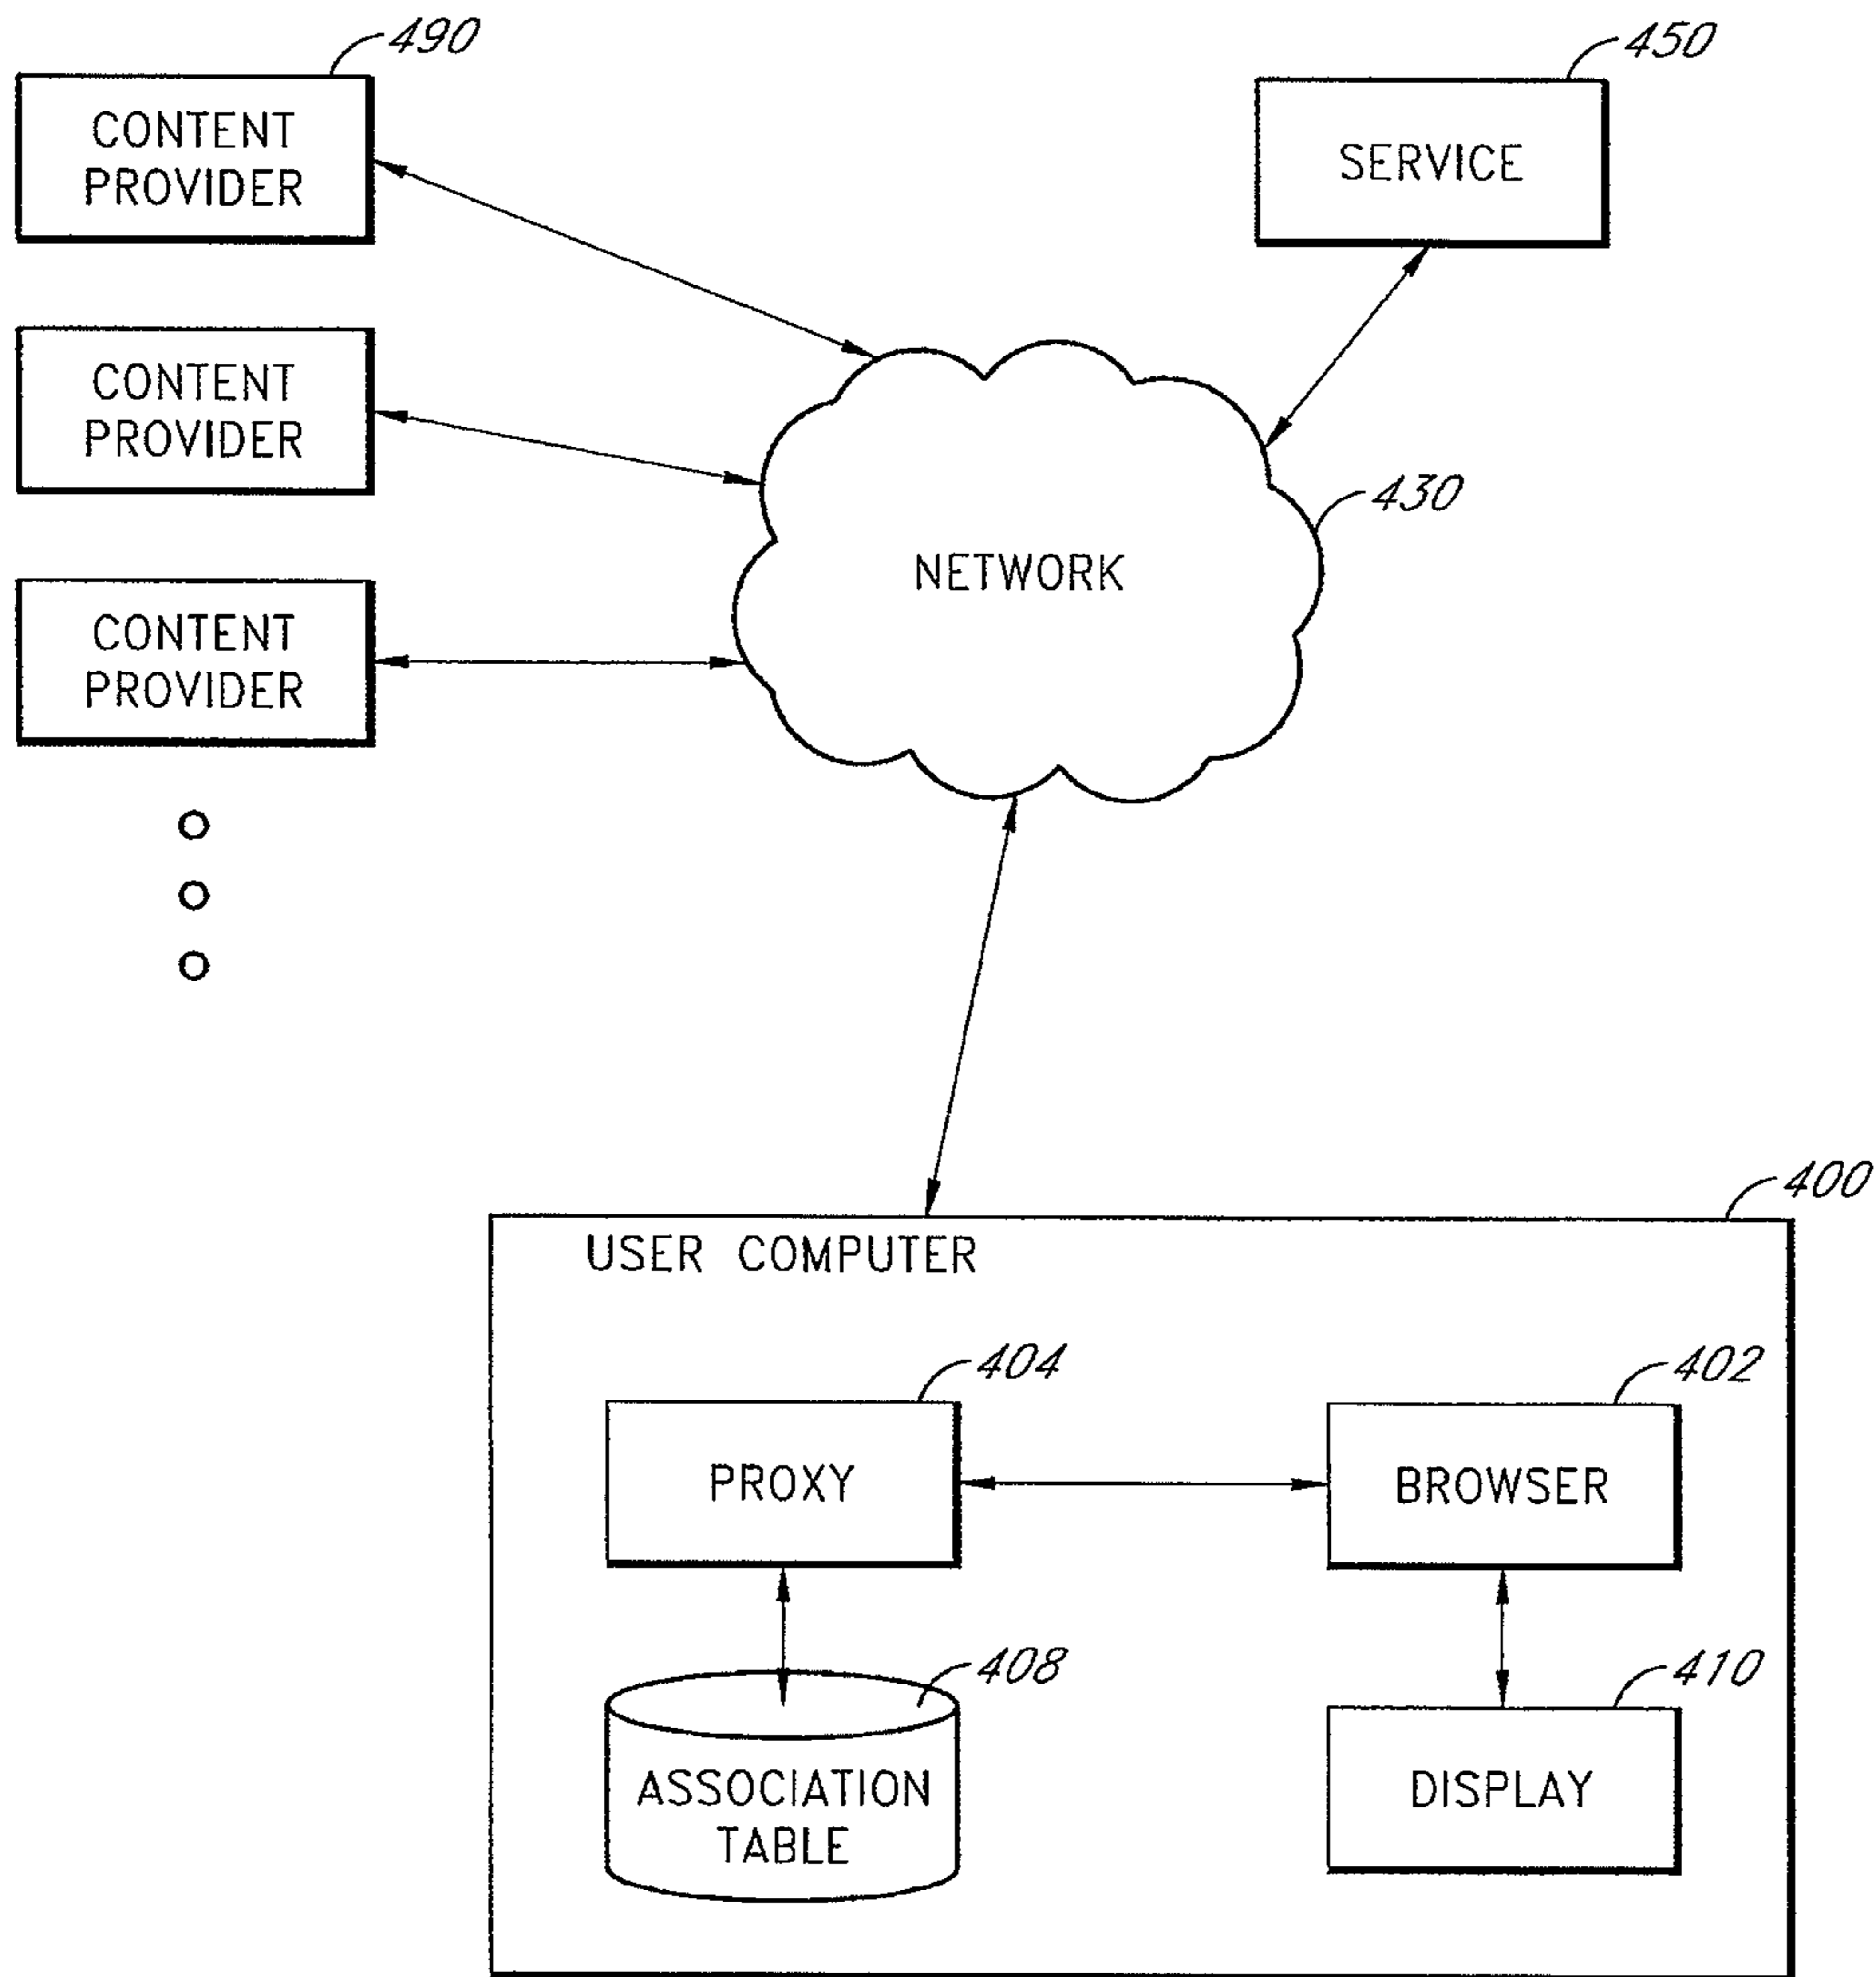 490
CONTENT
PROVIDER
450
SERVICE
CONTENT
PROVIDER
430
NETWORK
CONTENT
PROVIDER
400
USER COMPUTER
404
PROXY
402
BROWSER
408
ASSOCIATION
TABLE
410
DISPLAY